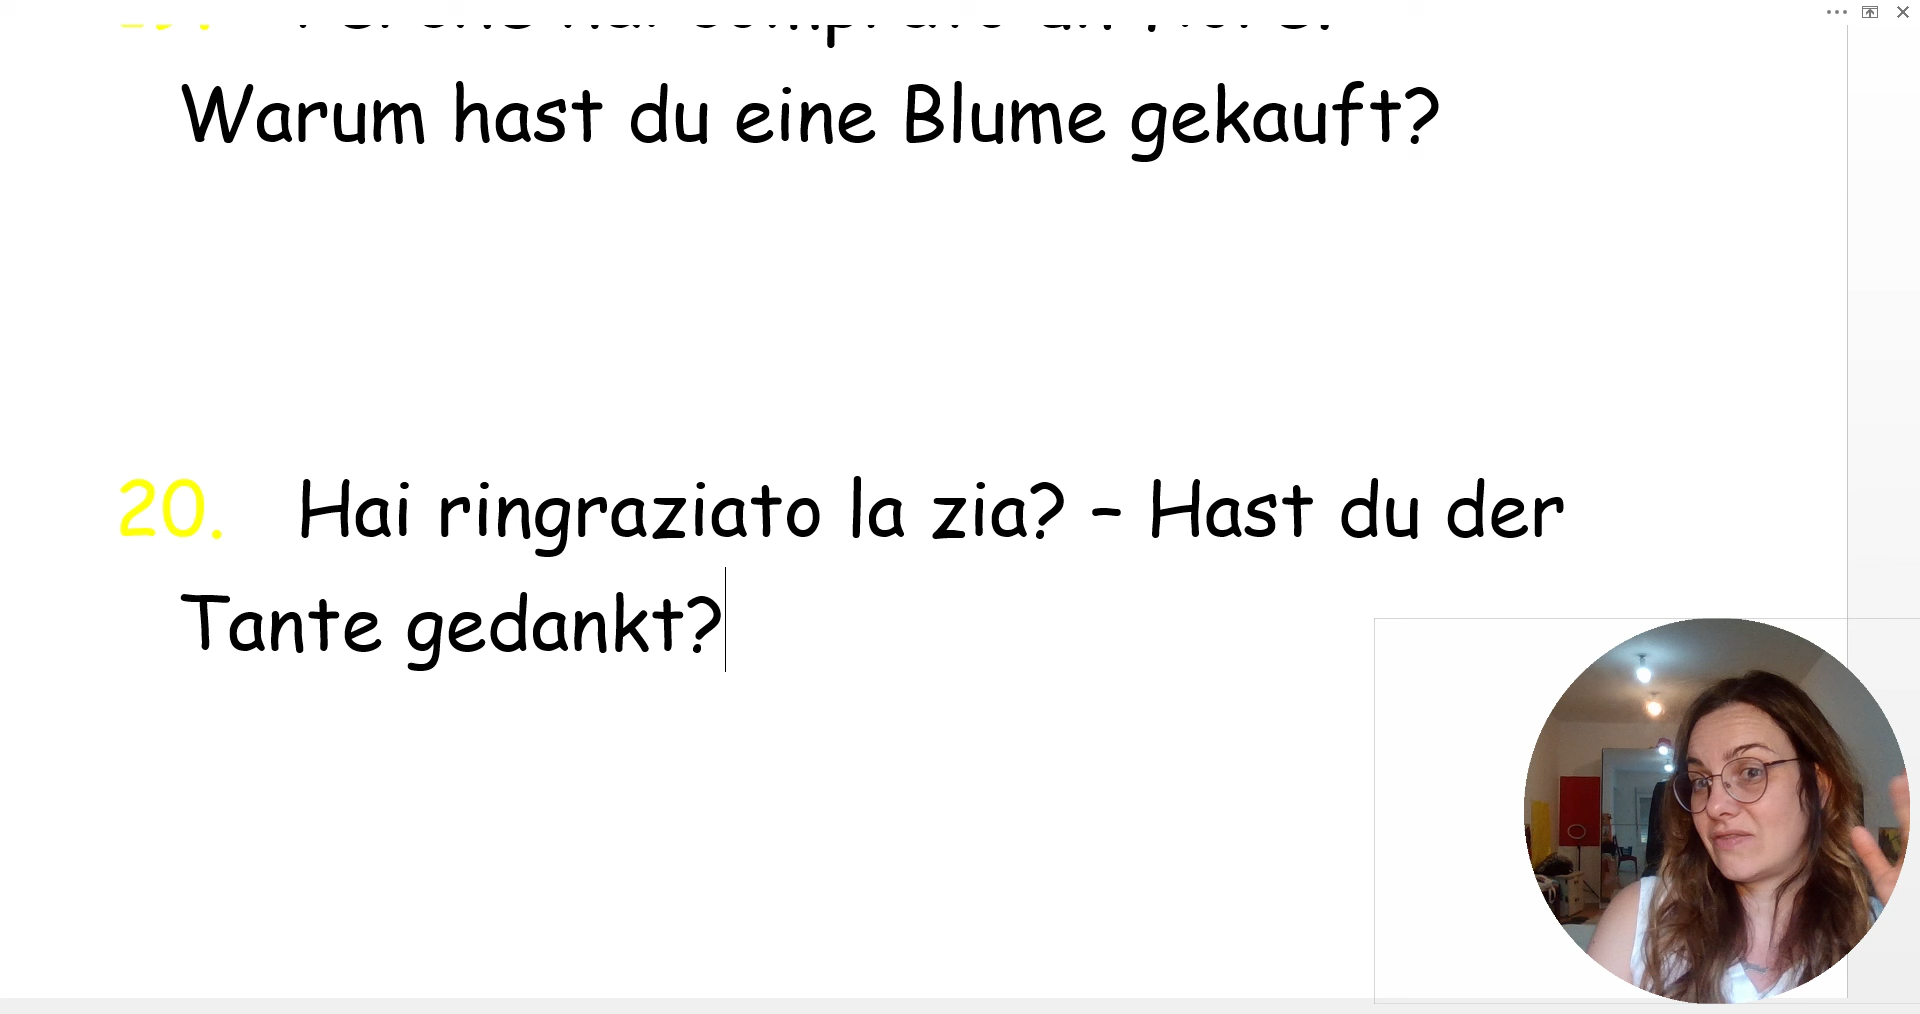 Warum hast du eine Blume gekauft?
20. Hai ringraziato la zia? – Hast du der
Tante gedankt?